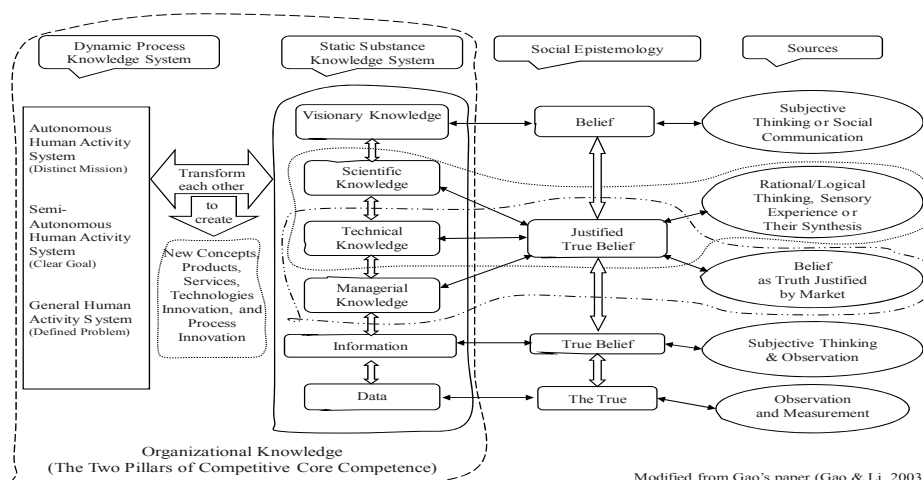 Dynamic Process
Knowledge System
Static Substance
Knowledge System
Social Epistemology
Sources
Autonomous
Human Activity
System
(Distinct Mission)
Semi-
Autonomous
Human Activity
System
(Clear Goal)
General Human
Activity System
(Defined Problem)
Transform
each other
to
create
New Concepts,
Products,
Services,
Technologies
Innovation, and
Process
Innovation
Visionary Knowledge
Scientific
Knowledge
Technical
Knowledge
Managerial
Knowledge
Information
Data
Belief
Justified
True Belief
True Belief
The True
Subjective
Thinking or Social
Communication
Rational/Logical
Thinking, Sensory
Experience or
Their Synthesis
Belief
as Truth Justified
by Market
Subjective Thinking
& Observation
Observation
and Measurement
Organizational Knowledge
(The Two Pillars of Competitive Core Competence)
Modified from Gao's paper (Gao & Li, 2003)